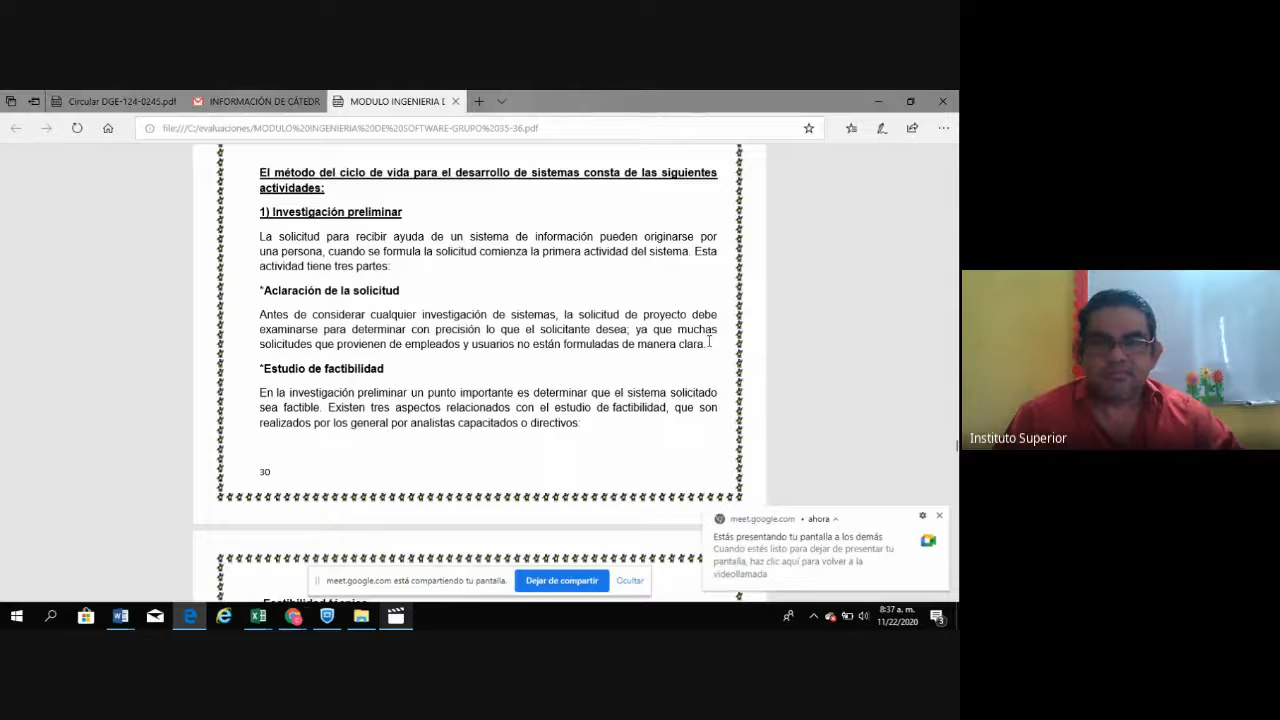 Circular DGE-124-024S.pdf
INFORMACIÓN DE CÁTEDR
MODULO INGENIERIA D
file:///C:/evaluaciones/MODULO%20INGENIERIA%20DE%20SOFTWARE-GRUPO%2035-36.pdf
El método del ciclo de vida para el desarrollo de sistemas consta de las siguientes
actividades:
1) Investigación preliminar
La solicitud para recibir ayuda de un sistema de información pueden originarse por
una persona, cuando se formula la solicitud comienza la primera actividad del sistema. Esta
actividad tiene tres partes:
*Aclaración de la solicitud
Antes de considerar cualquier investigación de sistemas, la solicitud de proyecto debe
examinarse para determinar con precisión lo que el solicitante desea; ya que muchas
solicitudes que provienen de empleados y usuarios no están formuladas de manera clara.
*Estudio de factibilidad
En la investigación preliminar un punto importante es determinar que el sistema solicitado
sea factible. Existen tres aspectos relacionados con el estudio de factibilidad, que son
realizados por los general por analistas capacitados o directivos:
30
Instituto Superior
meet.google.com • ahora
Estás presentando tu pantalla a los demás
Cuando estés listo para dejar de presentar tu
pantalla, haz clic aquí para volver a la
videollamada
meet.google.com está compartiendo tu pantalla.
Dejar de compartir
Ocultar
8:37 a. m.
11/22/2020
3